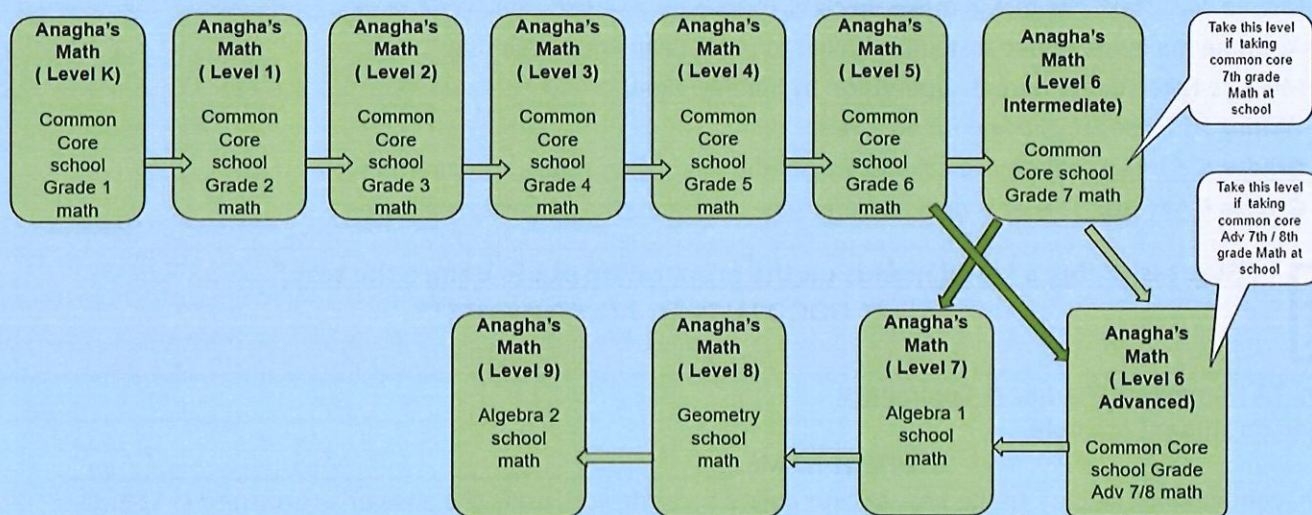 Anagha's
Math
( Level K)
Common
Core
school
Grade 1
math
Anagha's
Math
( Level 1)
Common
Core
school
Grade 2
math
Anagha's
Math
( Level 2)
Common
Core
school
Grade 3
math
Anagha's
Math
( Level 3)
Common
Core
school
Grade 4
math
Anagha's
Math
( Level 4)
Common
Core
school
Grade 5
math
Anagha's
Math
( Level 5)
Common
Core
school
Grade 6
math
Anagha's
Math
( Level 6
Intermediate)
Common
Core school
Grade 7 math
Take this level
if taking
common core
7th grade
Math at
school
Take this level
if taking
common core
Adv 7th / 8th
grade Math at
school
Anagha's
Math
( Level 9)
Algebra 2
school
math
Anagha's
Math
( Level 8)
Geometry
school
math
Anagha's
Math
( Level 7)
Algebra 1
school
math
Anagha's
Math
( Level 6
Advanced)
Common Core
school Grade
Adv 7/8 math